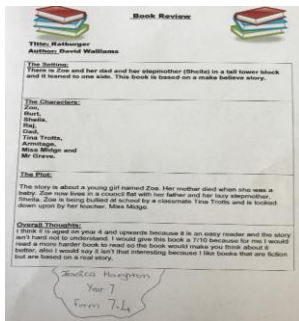 Book Review
Title: Ratburger
Author: David Walliams
The Setting:
There is Zoe and her dad and her stepmother (Sheila) in a tall tower block
and it leaned to one side. This book is based on a make believe story.
The Characters:
Zoe,
Burt,
Sheila,
Raj,
Dad,
Tina Trotts,
Armitage,
Miss Midge and
Mr Grave.
The Plot:
The story is about a young girl named Zoe. Her mother died when she was a
baby. Zoe now lives in a council flat with her father and her lazy stepmother,
Sheila. Zoe is being bullied at school by a classmate Tina Trotts and is looked
down upon by her teacher, Miss Midge.
Overall Thoughts:
I think it is aged on year 4 and upwards because it is an easy reader and the story
isn't hard not to understand. I would give this book a 7/10 because for me I would
read a more harder book to read so the book would make you think about it
better, also I would say it isn't that interesting because I like books that are fiction
but are based on a real story.
Jessica
Year 7
Form 7.4